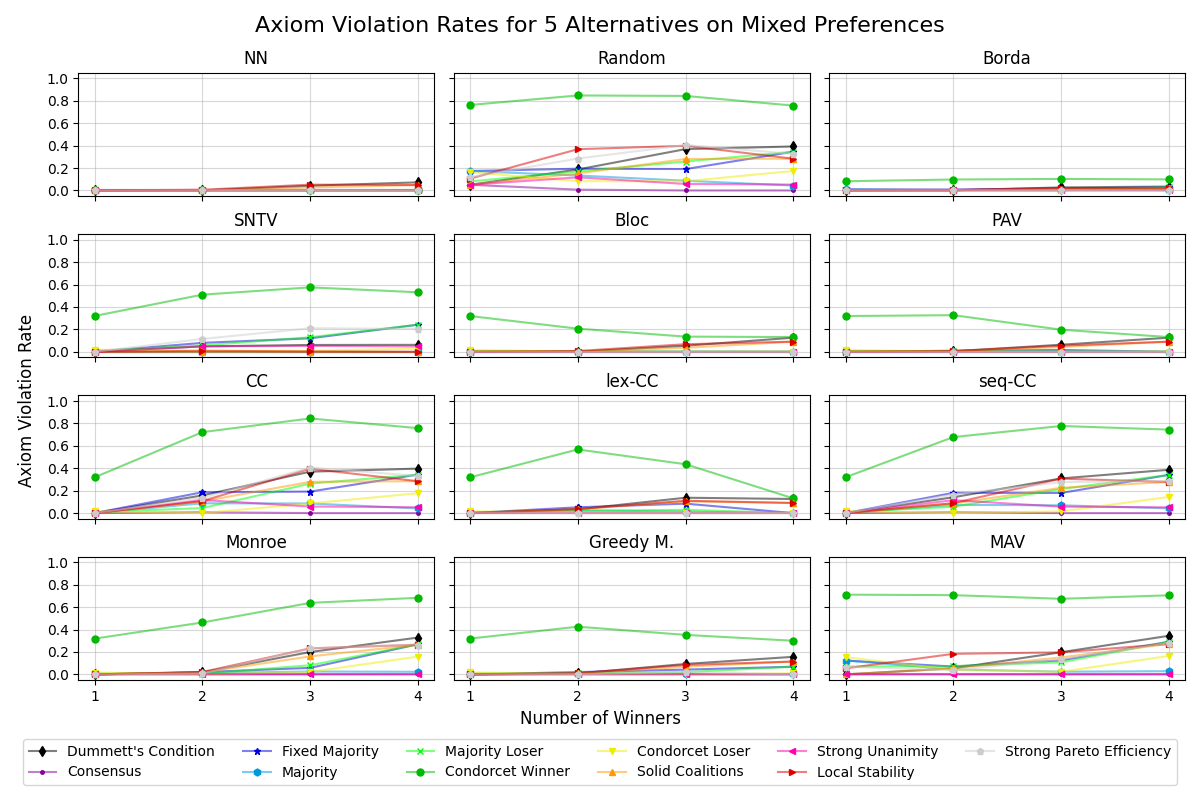 Axiom Violation Rates for 5 Alternatives on Mixed Preferences
NN Random Borda
1.0
0.8
0.6
0.4
0.2
0.0
SNTV Bloc PAV
1.0
0.8
0.6
0.4
0.2
0.0
CC lex-CC seq-CC
1.0
0.8
0.6
0.4
0.2
0.0
Monroe Greedy M. MAV
1.0
0.8
0.6
0.4
0.2
0.0
Axiom Violation Rate
1 2 3 4 1 2 3 4 1 2 3 4
Number of Winners
Dummett's Condition Fixed Majority Majority Loser Condorcet Loser Strong Unanimity Strong Pareto Efficiency
Consensus Majority Condorcet Winner Solid Coalitions Local Stability